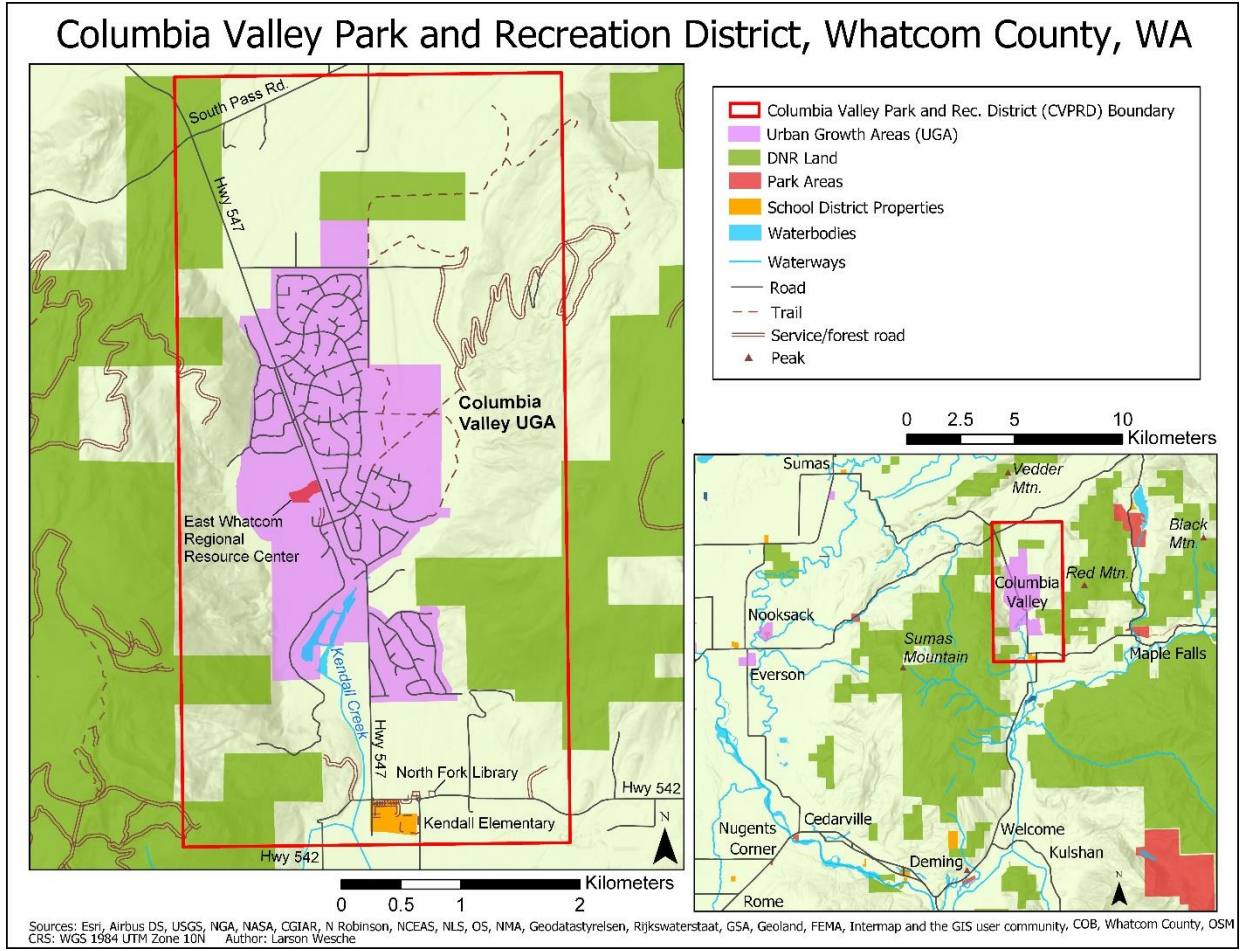 Columbia Valley Park and Recreation District, Whatcom County, WA
South Pass Rd.
Hwy 547
Columbia
Valley UGA
East Whatcom
Regional
Resource Center
Kendall Creek
Hwy 547
North Fork Library
Hwy 542
Kendall Elementary
Hwy 542
N
Kilometers
0 0.5 1 2
Columbia Valley Park and Rec. District (CVPRD) Boundary
Urban Growth Areas (UGA)
DNR Land
Park Areas
School District Properties
Waterbodies
Waterways
Road
Trail
Service/forest road
Peak
0 2.5 5 10
Kilometers
Sumas
Vedder
Mtn.
Black
Mtn.
Columbia
Valley
Red Mtn.
Nooksack
Sumas
Mountain
Maple Falls
Everson
Cedarville
Nugents
Corner
Welcome
Deming
Kulshan
Rome
N
Sources: Esri, Airbus DS, USGS, NGA, NASA, CGIAR, N Robinson, NCEAS, NLS, OS, NMA, Geodatastyrelsen, Rijkswaterstaat, GSA, Geoland, FEMA, Intermap and the GIS user community, COB, Whatcom County, OSM
CRS: WGS 1984 UTM Zone 10N Author: Larson Wesche